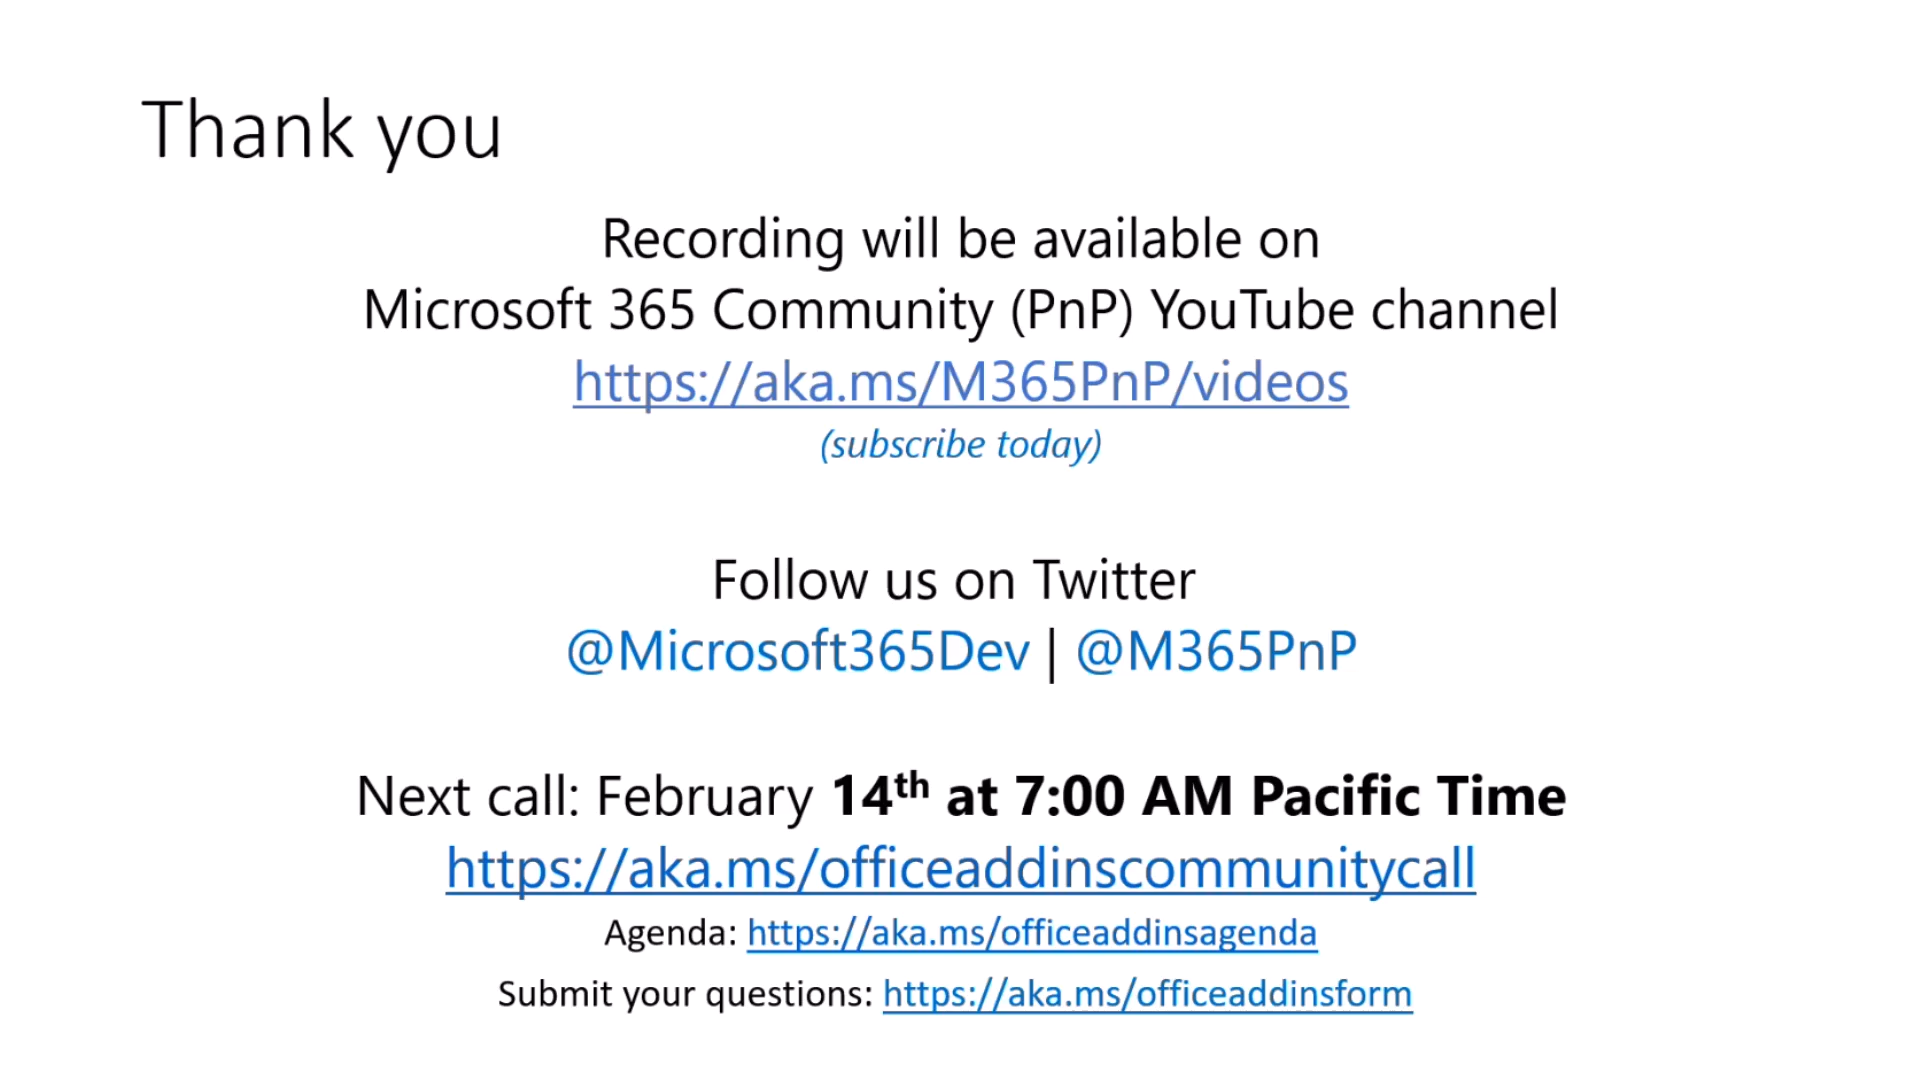 Thank you
Recording will be available on
Microsoft 365 Community (PnP) YouTube channel
https://aka.ms/M365PnP/videos
(subscribe today)
Follow us on Twitter
@Microsoft365Dev | @M365PnP
Next call: February 14th at 7:00 AM Pacific Time
https://aka.ms/officeaddinscommunitycall
Agenda: https://aka.ms/officeaddinsagenda
Submit your questions: https://aka.ms/officeaddinsform